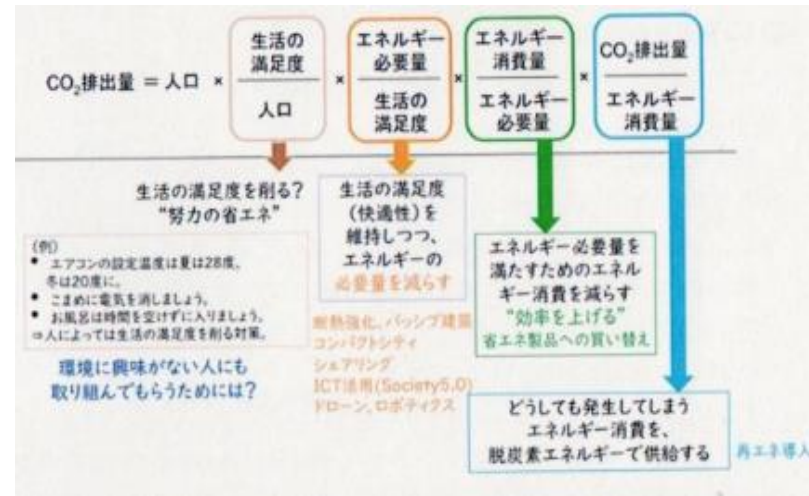 CO₂排出量 = 人口 × 生活の満足度 / 人口 × エネルギー必要量 / 生活の満足度 × エネルギー消費量 / エネルギー必要量 × CO₂排出量 / エネルギー消費量
生活の満足度を削る?
“努力の省エネ”
(例)
• エアコンの設定温度は夏は28度、
冬は20度に。
• こまめに電気を消しましょう。
• お風呂は時間を空けずに入りましょう。
⇒人によっては生活の満足度を削る対策。
環境に興味がない人にも
取り組んでもらうためには?
生活の満足度
(快適性)を
維持しつつ、
エネルギーの
必要量を減らす
断熱強化、パッシブ建築
コンパクトシティ
シェアリング
ICT活用(Society5.0)
ドローン、ロボティクス
エネルギー必要量を
満たすためのエネル
ギー消費を減らす
“効率を上げる”
省エネ製品への買い替え
どうしても発生してしまう
エネルギー消費を、
脱炭素エネルギーで供給する
再エネ導入